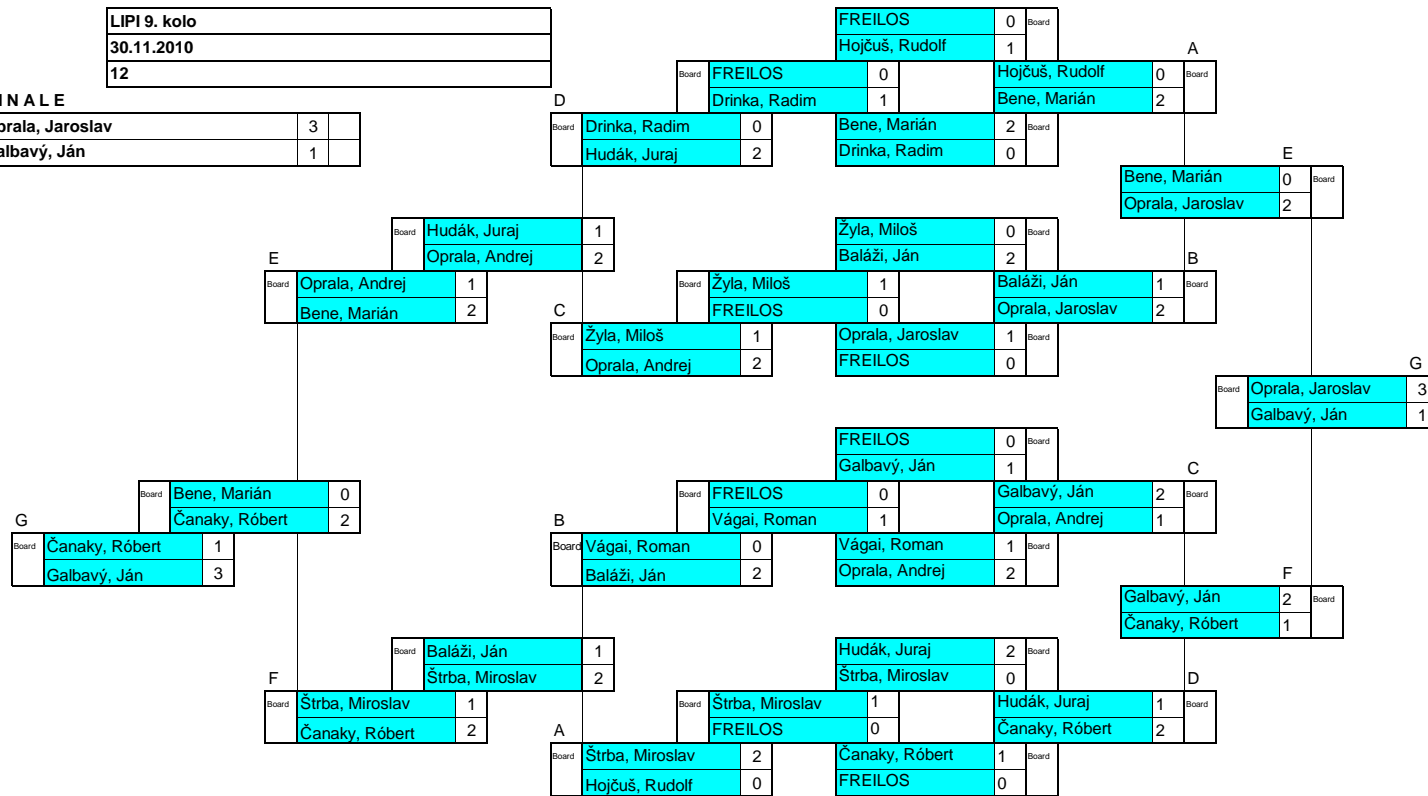 LIPI 9. kolo
30.11.2010
12
I N A L E
prala, Jaroslav 3
albavý, Ján 1
FREILOS 0 Board
Hojčuš, Rudolf 1
A
Board FREILOS 0
Drinka, Radim 1
Hojčuš, Rudolf 0 Board
Bene, Marián 2
D
Board Drinka, Radim 0
Hudák, Juraj 2
Bene, Marián 2 Board
Drinka, Radim 0
E
Bene, Marián 0 Board
Oprala, Jaroslav 2
Board Hudák, Juraj 1
Oprala, Andrej 2
Žyla, Miloš 0 Board
Baláži, Ján 2
E
Board Oprala, Andrej 1
Bene, Marián 2
Board Žyla, Miloš 1
FREILOS 0
B
Baláži, Ján 1 Board
Oprala, Jaroslav 2
C
Board Žyla, Miloš 1
Oprala, Andrej 2
Oprala, Jaroslav 1 Board
FREILOS 0
G
Board Oprala, Jaroslav 3
Galbavý, Ján 1
FREILOS 0 Board
Galbavý, Ján 1
C
Board Bene, Marián 0
Čanaky, Róbert 2
Board FREILOS 0
Vágai, Roman 1
Galbavý, Ján 2 Board
Oprala, Andrej 1
G
Board Čanaky, Róbert 1
Galbavý, Ján 3
B
Board Vágai, Roman 0
Baláži, Ján 2
Vágai, Roman 1 Board
Oprala, Andrej 2
F
Galbavý, Ján 2 Board
Čanaky, Róbert 1
Board Baláži, Ján 1
Štrba, Miroslav 2
Hudák, Juraj 2 Board
Štrba, Miroslav 0
F
Board Štrba, Miroslav 1
Čanaky, Róbert 2
Board Štrba, Miroslav 1
FREILOS 0
D
Hudák, Juraj 1 Board
Čanaky, Róbert 2
A
Board Štrba, Miroslav 2
Hojčuš, Rudolf 0
Čanaky, Róbert 1 Board
FREILOS 0